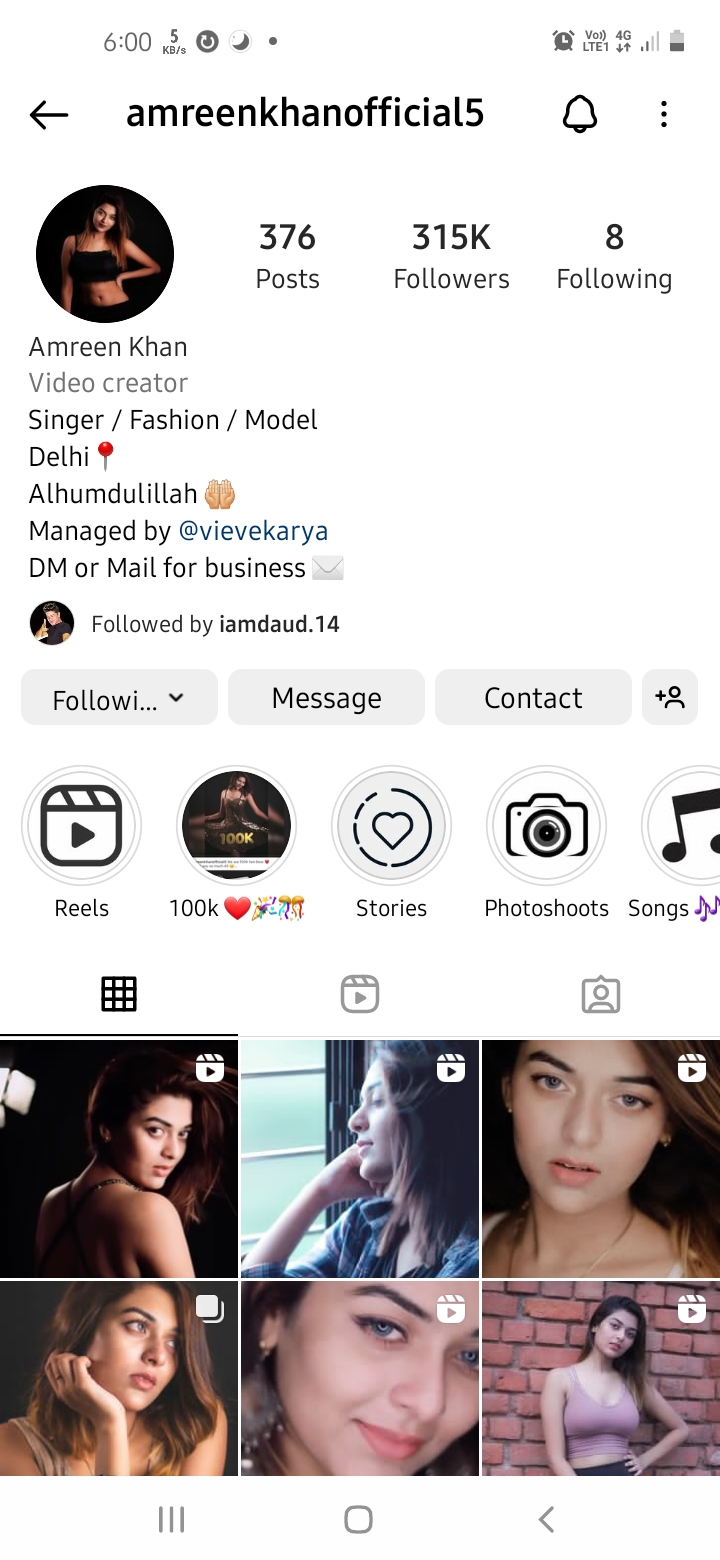 6:00 5 KB/s Vo)) LTE1 4G
amreenkhanofficial5
376 315K 8
Posts Followers Following
Amreen Khan
Video creator
Singer / Fashion / Model
Delhi📍
Alhumdulillah 🤲🏼
Managed by @vievekarya
DM or Mail for business ✉️
Followed by iamdaud.14
Followi... Message Contact
100K
Reels 100k ❤️🎉🎊 Stories Photoshoots Songs 🎶